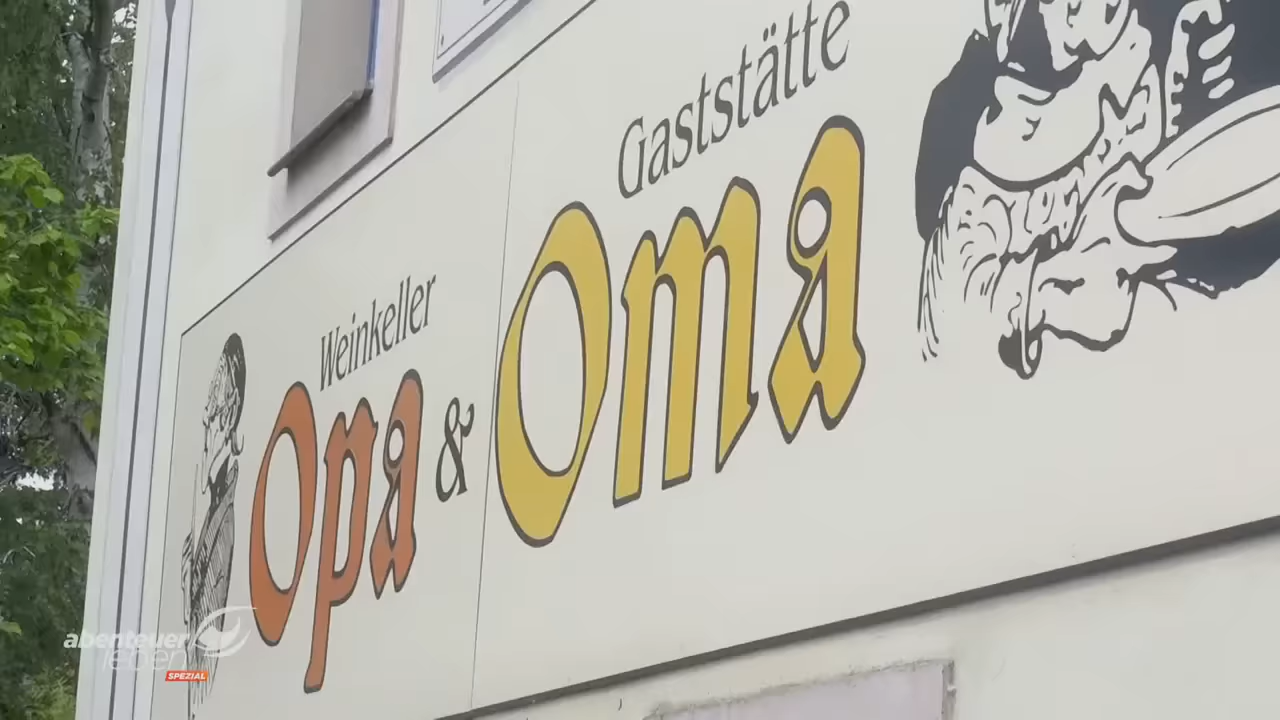 Weinkeller
Opa &
Gaststätte
Oma
abenteuer
leben
SPEZIAL